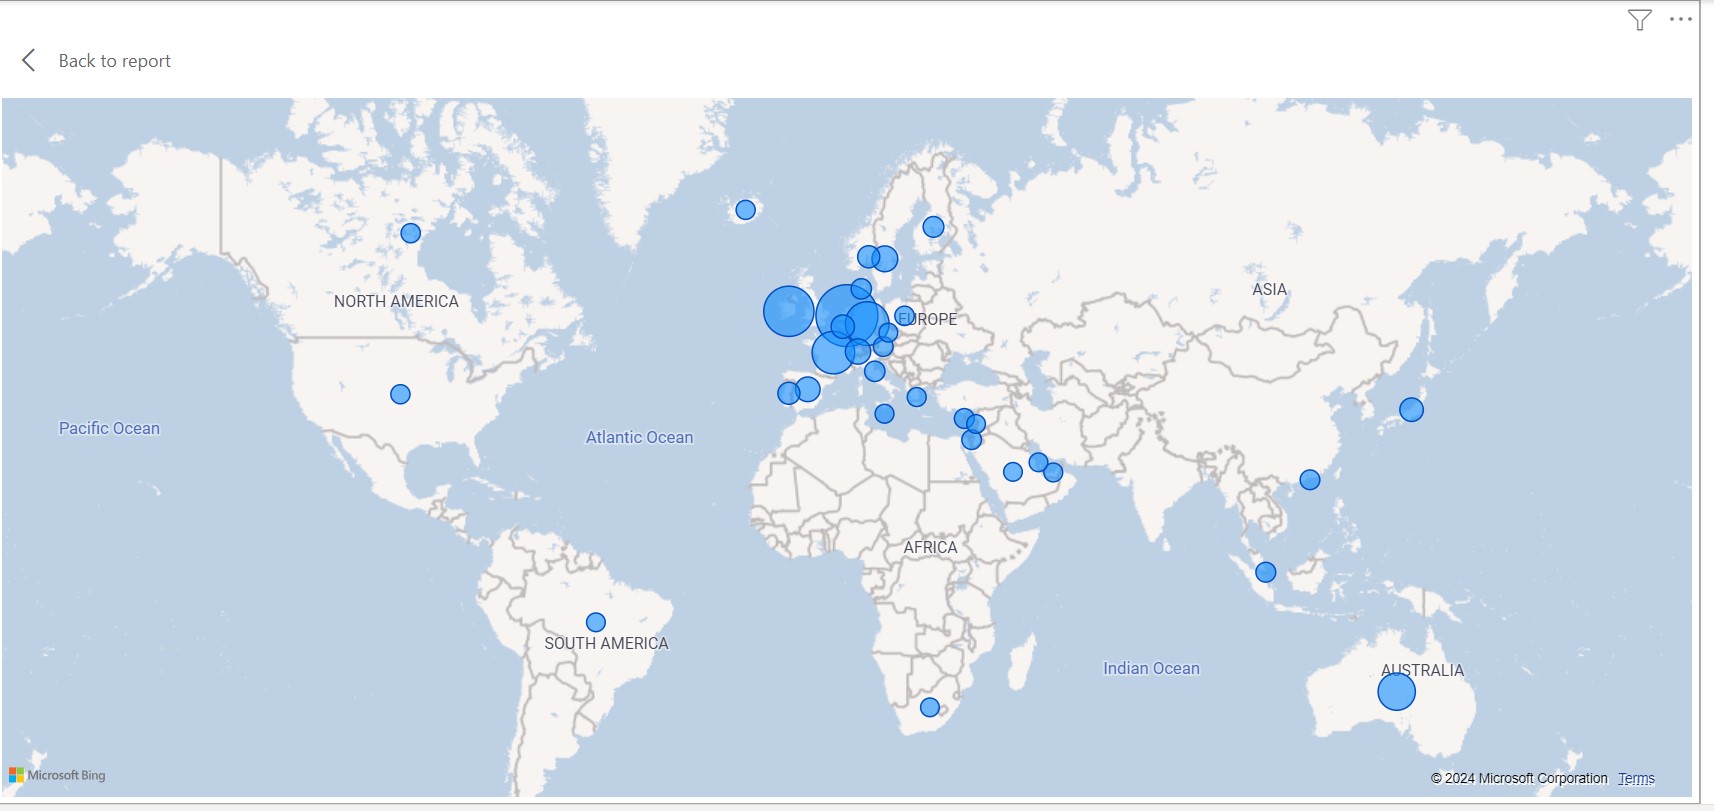 Back to report
ASIA
NORTH AMERICA
EUROPE
Pacific Ocean
Atlantic Ocean
AFRICA
SOUTH AMERICA
Indian Ocean
AUSTRALIA
Microsoft Bing
© 2024 Microsoft Corporation Terms